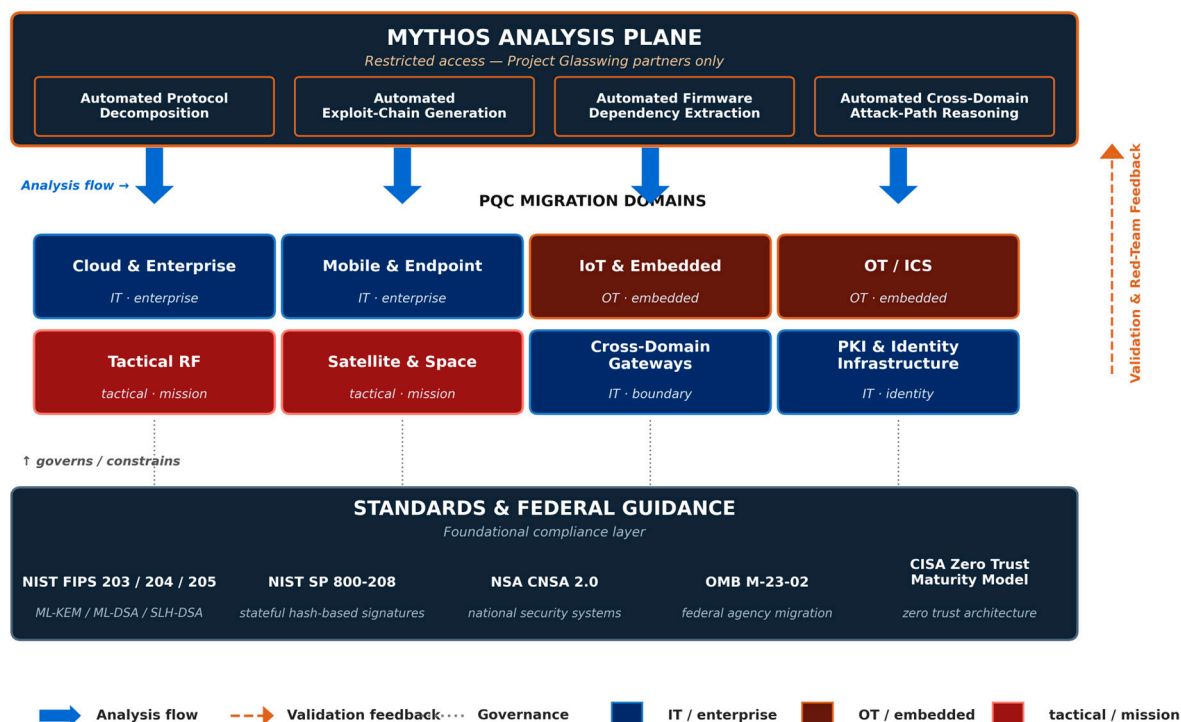 MYTHOS ANALYSIS PLANE
Restricted access — Project Glasswing partners only
Automated Protocol
Decomposition
Automated
Exploit-Chain Generation
Automated Firmware
Dependency Extraction
Automated Cross-Domain
Attack-Path Reasoning
Analysis flow →
PQC MIGRATION DOMAINS
Validation & Red-Team Feedback
Cloud & Enterprise
IT · enterprise
Mobile & Endpoint
IT · enterprise
IoT & Embedded
OT · embedded
OT / ICS
OT · embedded
Tactical RF
tactical · mission
Satellite & Space
tactical · mission
Cross-Domain
Gateways
IT · boundary
PKI & Identity
Infrastructure
IT · identity
↑ governs / constrains
STANDARDS & FEDERAL GUIDANCE
Foundational compliance layer
NIST FIPS 203 / 204 / 205
ML-KEM / ML-DSA / SLH-DSA
NIST SP 800-208
stateful hash-based signatures
NSA CNSA 2.0
national security systems
OMB M-23-02
federal agency migration
CISA Zero Trust
Maturity Model
zero trust architecture
Analysis flow
Validation feedback
Governance
IT / enterprise
OT / embedded
tactical / mission